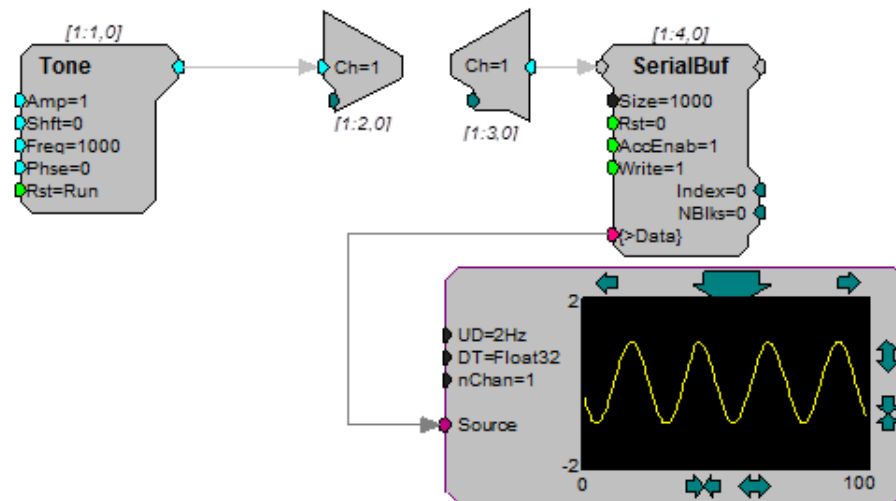 [1:1,0]
Tone
Amp=1
Shft=0
Freq=1000
Phse=0
Rst=Run
Ch=1
[1:2,0]
Ch=1
[1:3,0]
[1:4,0]
SerialBuf
Size=1000
Rst=0
AccEnab=1
Write=1
Index=0
NBlks=0
{>Data}
UD=2Hz
DT=Float32
nChan=1
Source
2
-2
0
100